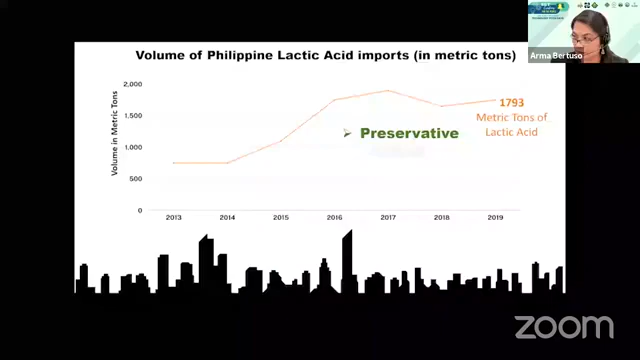 Volume of Philippine Lactic Acid imports (in metric tons)
Arma Bertuso
Volume in Metric Tons
2,000
1,500
1,000
500
0
1793
Metric Tons of
Lactic Acid
Preservative
2013 2014 2015 2016 2017 2018 2019
zoom